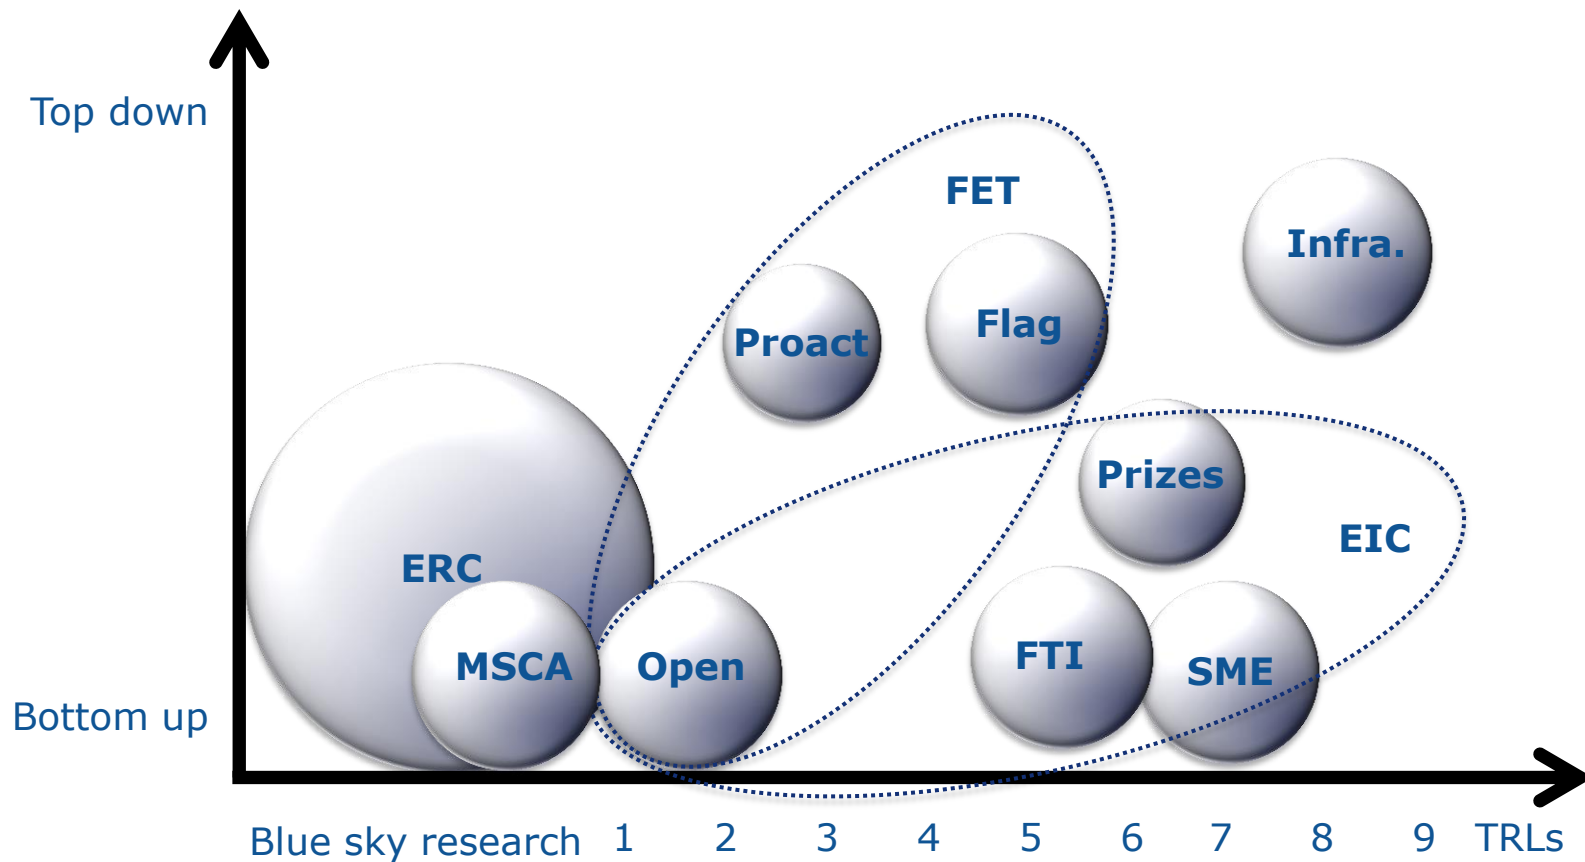 Top down
FET
Infra.
Flag
Proact
Prizes
EIC
ERC
FTI
MSCA
Open
SME
Bottom up
Blue sky research 1 2 3 4 5 6 7 8 9 TRLs